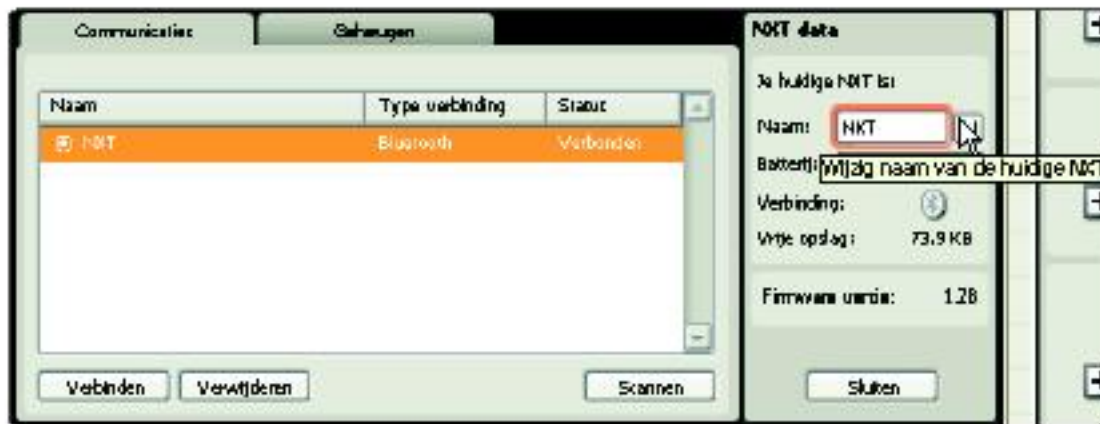 Communicaties
Geheugen
Naam
Type verbinding
Status
NXT
Bluetooth
Verbonden
Verbinden
Verwijderen
Scannen
NXT data
Je huidige NXT is:
Naam:
NXT
Batterij:
Wijzig naam van de huidige NXT
Verbinding:
Vrije opslag:
73.9 KB
Firmware versie:
1.28
Sluiten